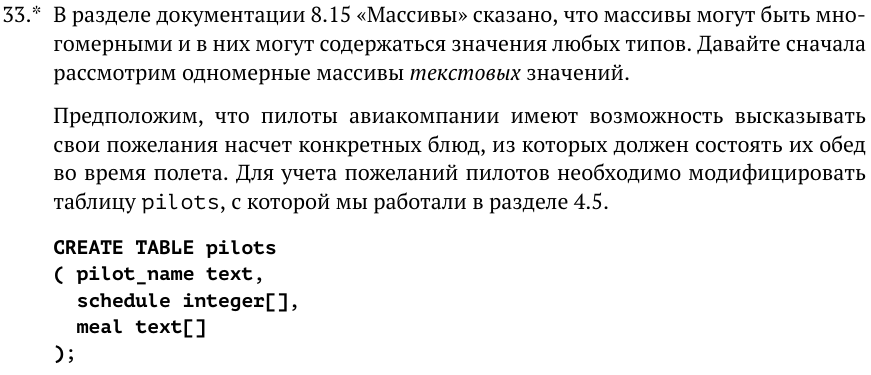 33.* В разделе документации 8.15 «Массивы» сказано, что массивы могут быть мно-
гомерными и в них могут содержаться значения любых типов. Давайте сначала
рассмотрим одномерные массивы текстовых значений.
Предположим, что пилоты авиакомпании имеют возможность высказывать
свои пожелания насчет конкретных блюд, из которых должен состоять их обед
во время полета. Для учета пожеланий пилотов необходимо модифицировать
таблицу pilots, с которой мы работали в разделе 4.5.
CREATE TABLE pilots
( pilot_name text,
schedule integer[],
meal text[]
);